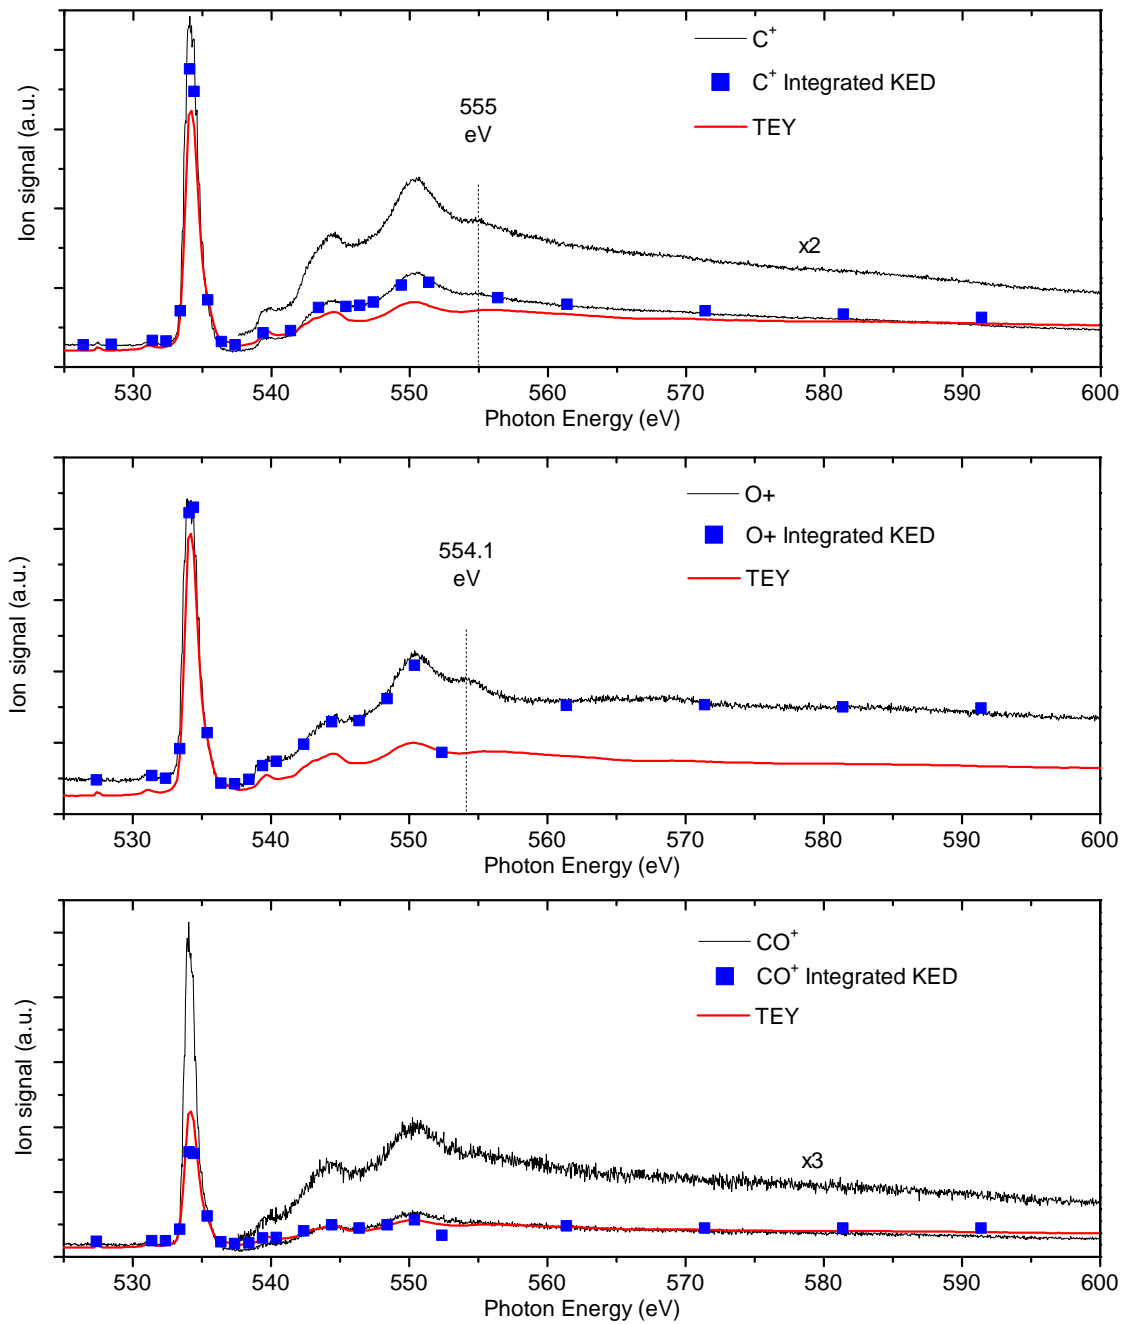 C⁺
C⁺ Integrated KED
TEY
555
eV
x2
Ion signal (a.u.)
530 540 550 560 570 580 590 600
Photon Energy (eV)
O+
O+ Integrated KED
TEY
554.1
eV
Ion signal (a.u.)
530 540 550 560 570 580 590 600
Photon Energy (eV)
CO⁺
CO⁺ Integrated KED
TEY
x3
Ion signal (a.u.)
530 540 550 560 570 580 590 600
Photon Energy (eV)